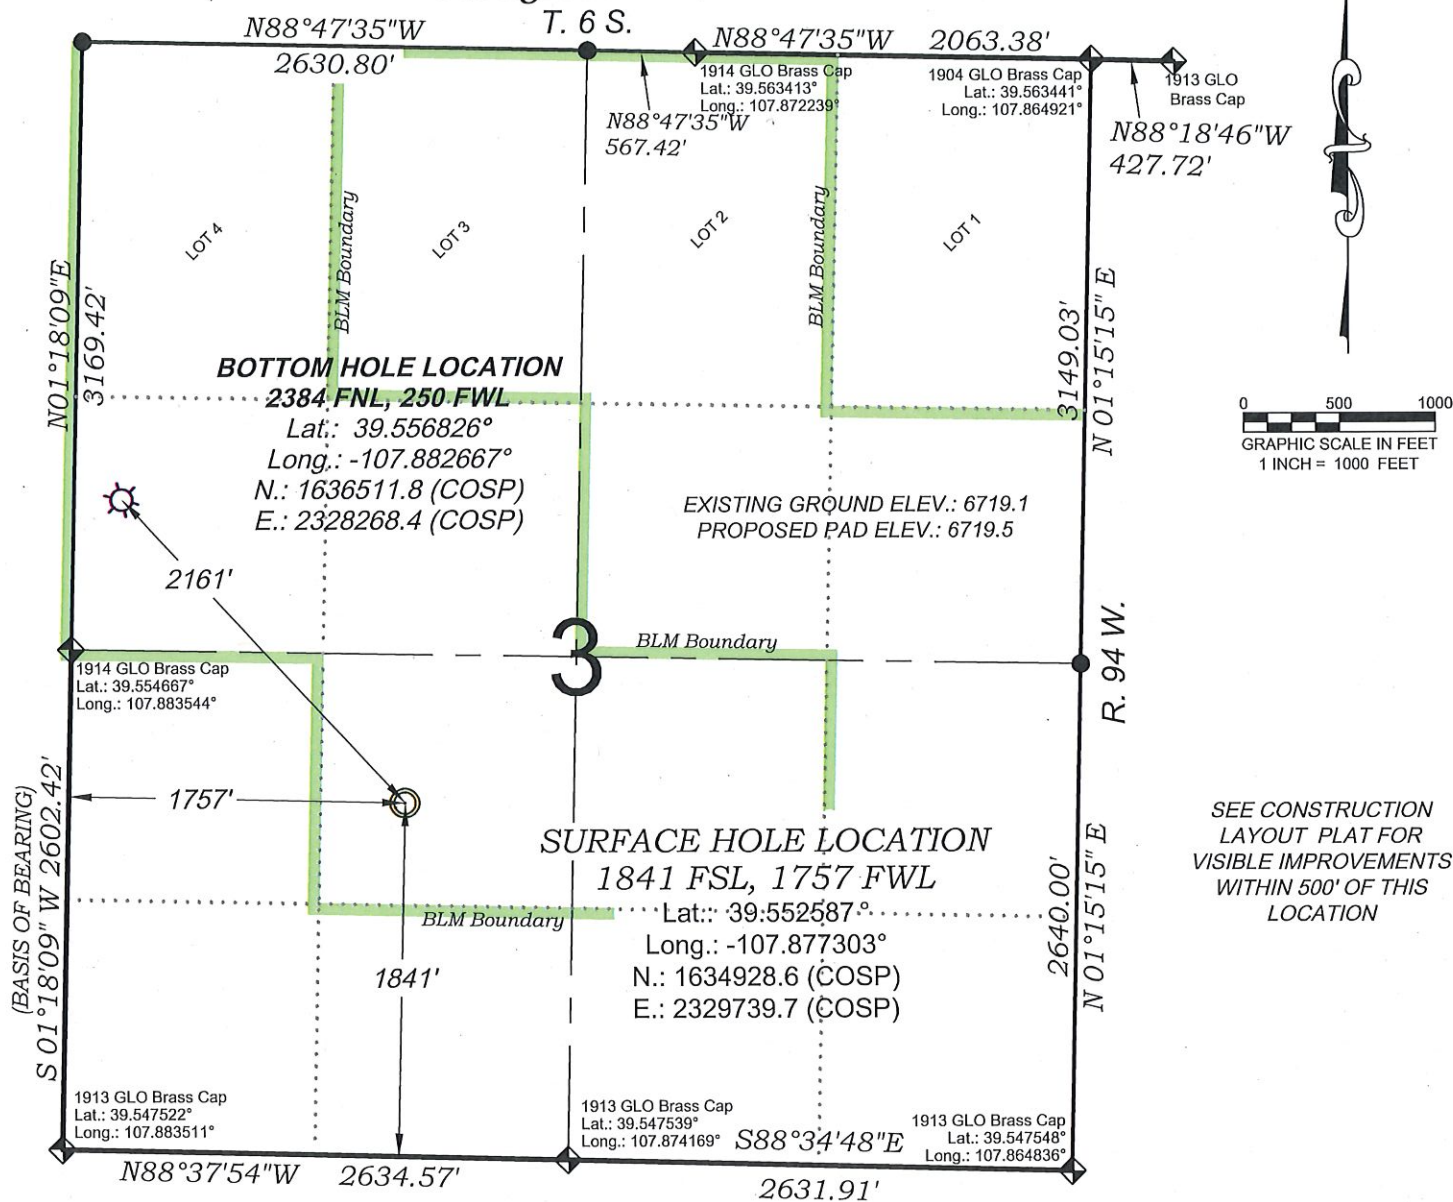 T. 6 S.
N88°47'35"W
2630.80'
N88°47'35"W 2063.38'
1914 GLO Brass Cap
Lat.: 39.563413°
Long.: 107.872239°
1904 GLO Brass Cap
Lat.: 39.563441°
Long.: 107.864921°
1913 GLO
Brass Cap
N88°47'35"W
567.42'
N88°18'46"W
427.72'
LOT 4
BLM Boundary
LOT 3
LOT 2
BLM Boundary
LOT 1
N01°18'09"E
3169.42'
3149.03'
N 01°15'15" E
BOTTOM HOLE LOCATION
2384 FNL, 250 FWL
Lat.: 39.556826°
Long.: -107.882667°
N.: 1636511.8 (COSP)
E.: 2328268.4 (COSP)
0 500 1000
GRAPHIC SCALE IN FEET
1 INCH = 1000 FEET
EXISTING GROUND ELEV.: 6719.1
PROPOSED PAD ELEV.: 6719.5
2161'
3
BLM Boundary
R. 94 W.
1914 GLO Brass Cap
Lat.: 39.554667°
Long.: 107.883544°
1757'
(BASIS OF BEARING)
S 01°18'09" W 2602.42'
SURFACE HOLE LOCATION
1841 FSL, 1757 FWL
Lat.: 39.552587°
Long.: -107.877303°
N.: 1634928.6 (COSP)
E.: 2329739.7 (COSP)
BLM Boundary
1841'
2640.00'
N 01°15'15" E
SEE CONSTRUCTION
LAYOUT PLAT FOR
VISIBLE IMPROVEMENTS
WITHIN 500' OF THIS
LOCATION
1913 GLO Brass Cap
Lat.: 39.547522°
Long.: 107.883511°
1913 GLO Brass Cap
Lat.: 39.547539°
Long.: 107.874169°
1913 GLO Brass Cap
Lat.: 39.547548°
Long.: 107.864836°
N88°37'54"W 2634.57'
S88°34'48"E
2631.91'